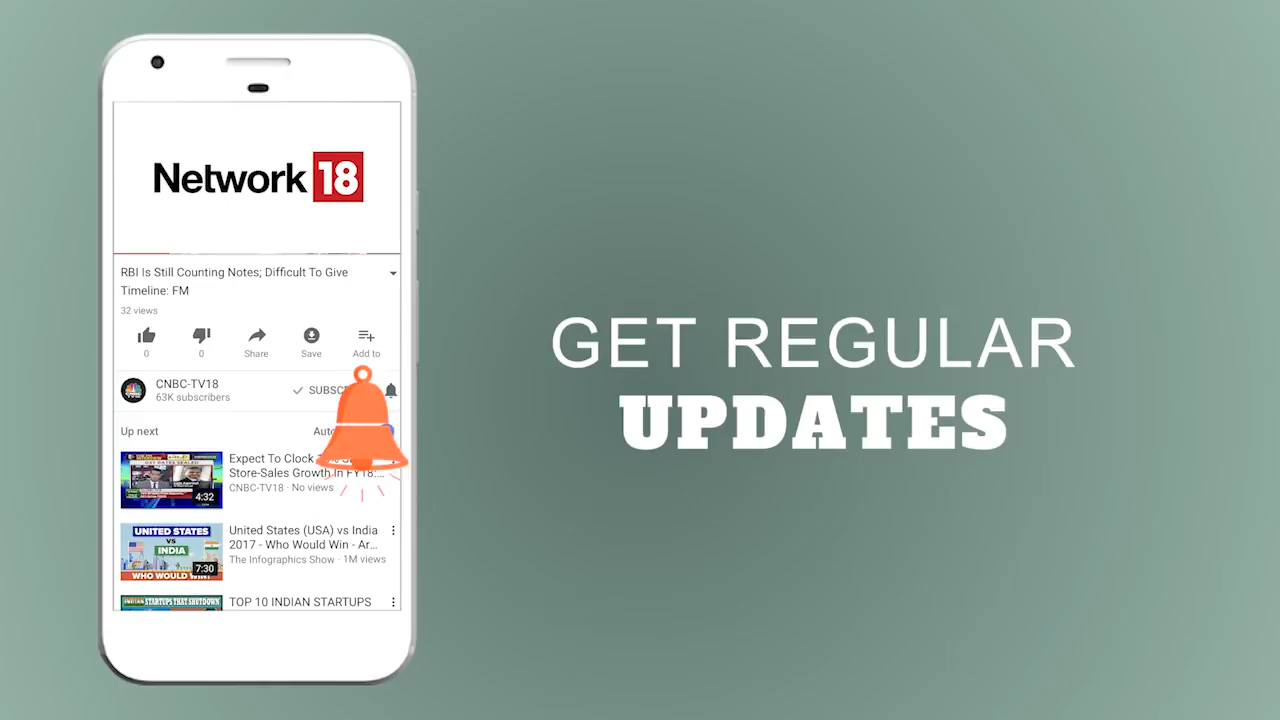 Network 18
RBI Is Still Counting Notes; Difficult To Give
Timeline: FM
32 views
0
0
Share
Save
Add to
CNBC-TV18
63K subscribers
Up next
Expect To Clock
Store-Sales Growth In FY18:...
CNBC-TV18 · No views
4:32
United States (USA) vs India
2017 - Who Would Win - Ar...
The Infographics Show · 1M views
UNITED STATES
VS
INDIA
WHO WOULD WIN?
7:30
TOP 10 INDIAN STARTUPS
STARTUPS THAT SHUTDOWN
GET REGULAR
UPDATES